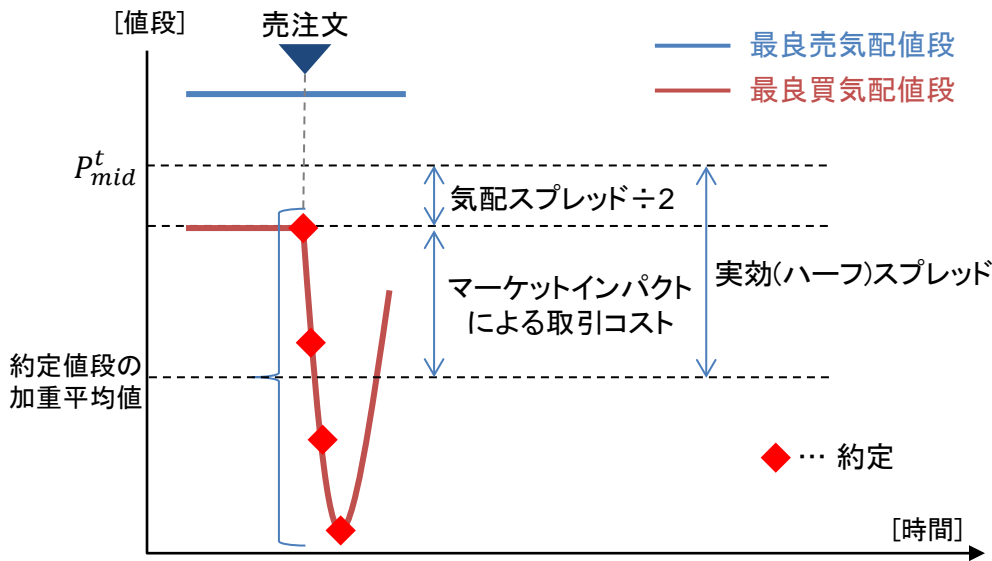 [値段]
売注文
最良売気配値段
最良買気配値段
P_{mid}^{t}
気配スプレッド÷2
実効(ハーフ)スプレッド
マーケットインパクト
による取引コスト
約定値段の
加重平均値
… 約定
[時間]